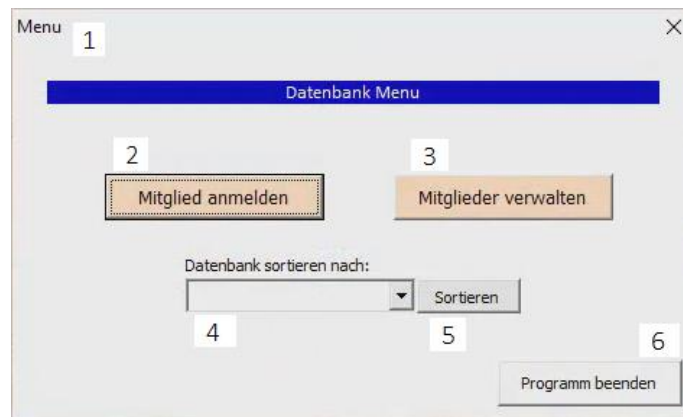 Menu
1
Datenbank Menu
2
3
Mitglied anmelden
Mitglieder verwalten
Datenbank sortieren nach:
Sortieren
4
5
6
Programm beenden